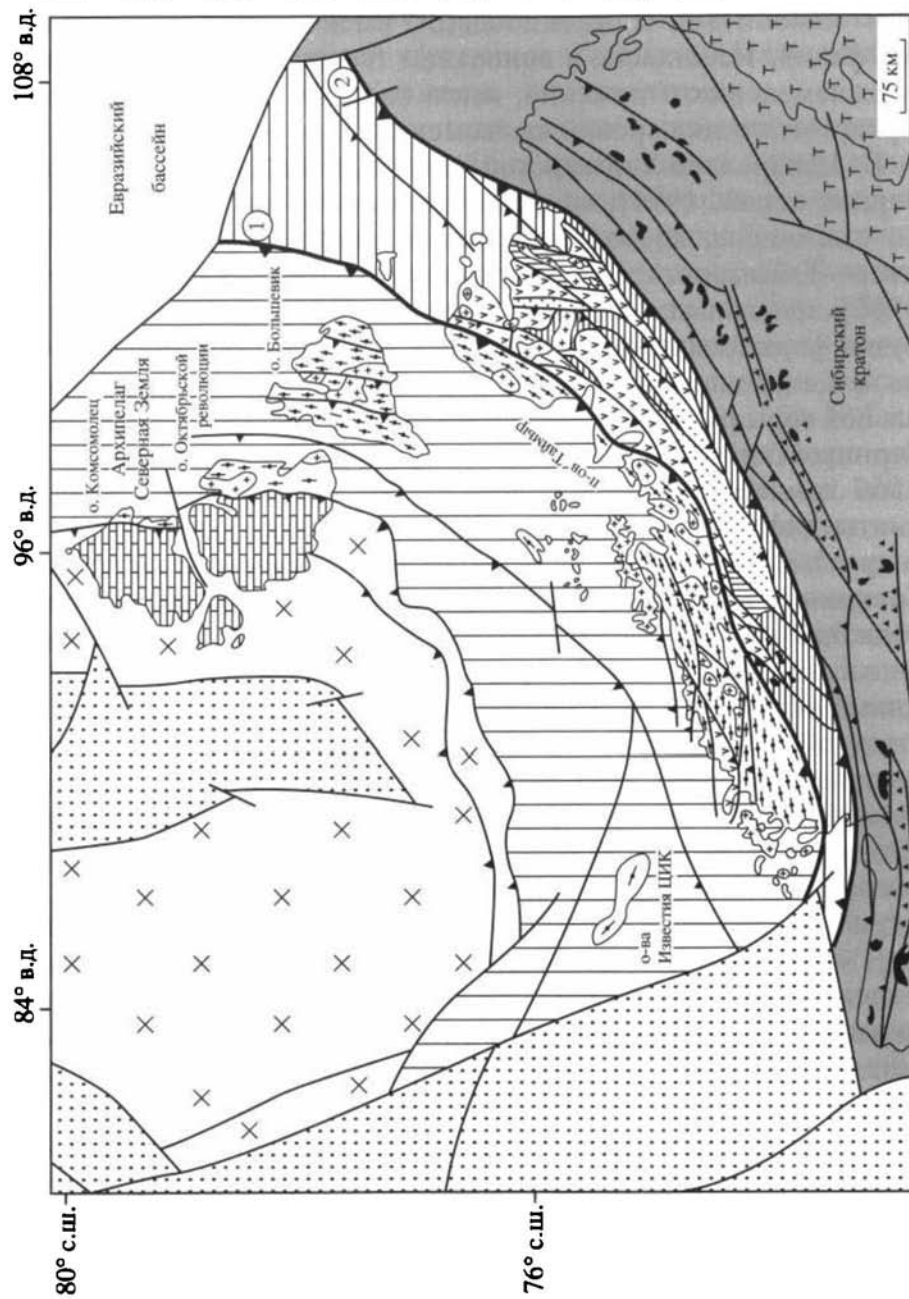 84° в.д.
96° в.д.
108° в.д.
80° с.ш.
76° с.ш.
Евразийский
бассейн
1
2
о. Комсомолец
Архипелаг
Северная Земля
о. Октябрьской
революции
о. Большевик
п-ов. Таймыр
о-ва
Известия ЦИК
Сибирский
кратон
75 км